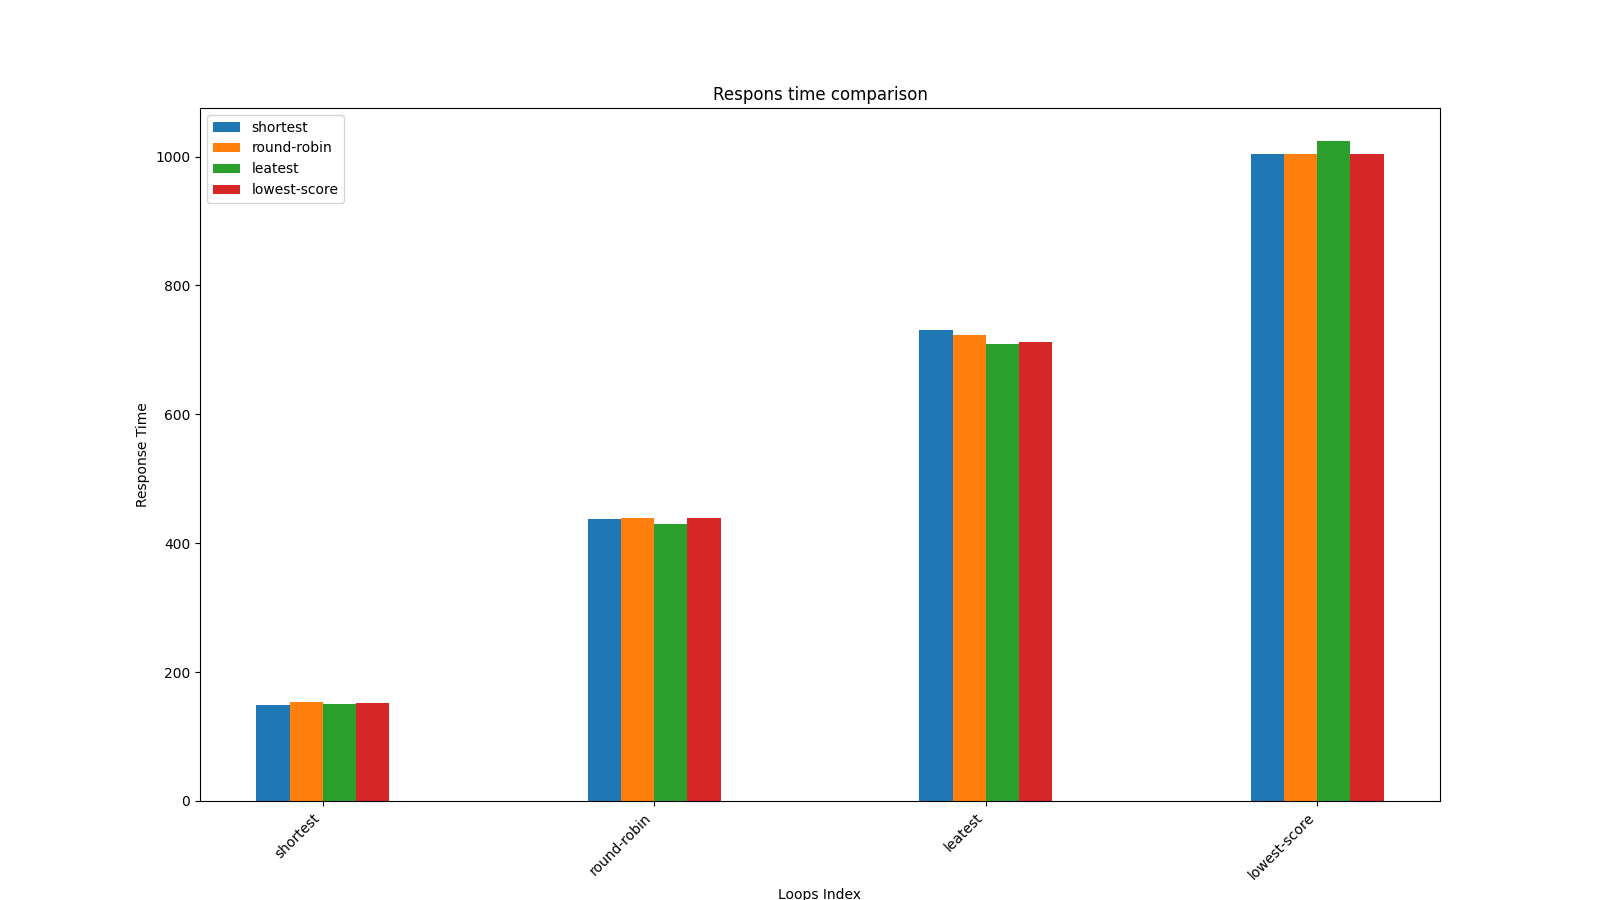 Respons time comparison
shortest
round-robin
leatest
lowest-score
1000
800
600
400
200
0
Response Time
shortest
round-robin
leatest
lowest-score
Loops Index